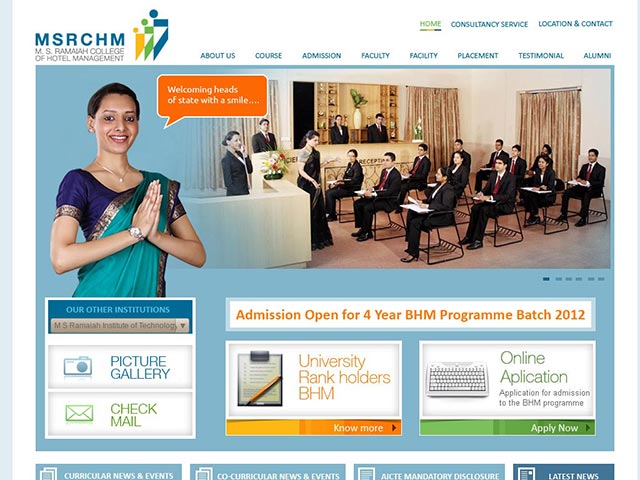 HOME
CONSULTANCY SERVICE
LOCATION & CONTACT
MSRCHM
M. S. RAMAIAH COLLEGE
OF HOTEL MANAGEMENT
ABOUT US
COURSE
ADMISSION
FACULTY
FACILITY
PLACEMENT
TESTIMONIAL
ALUMNI
Welcoming heads
of state with a smile....
RECEPTION
OUR OTHER INSTITUTIONS
M S Ramaiah Institute of Technology
Admission Open for 4 Year BHM Programme Batch 2012
PICTURE
GALLERY
CHECK
MAIL
University
Rank holders
BHM
Know more
Online
Aplication
Application for admission
to the BHM programme
Apply Now
CURRICULAR NEWS & EVENTS
CO-CURRICULAR NEWS & EVENTS
AICTE MANDATORY DISCLOSURE
LATEST NEWS